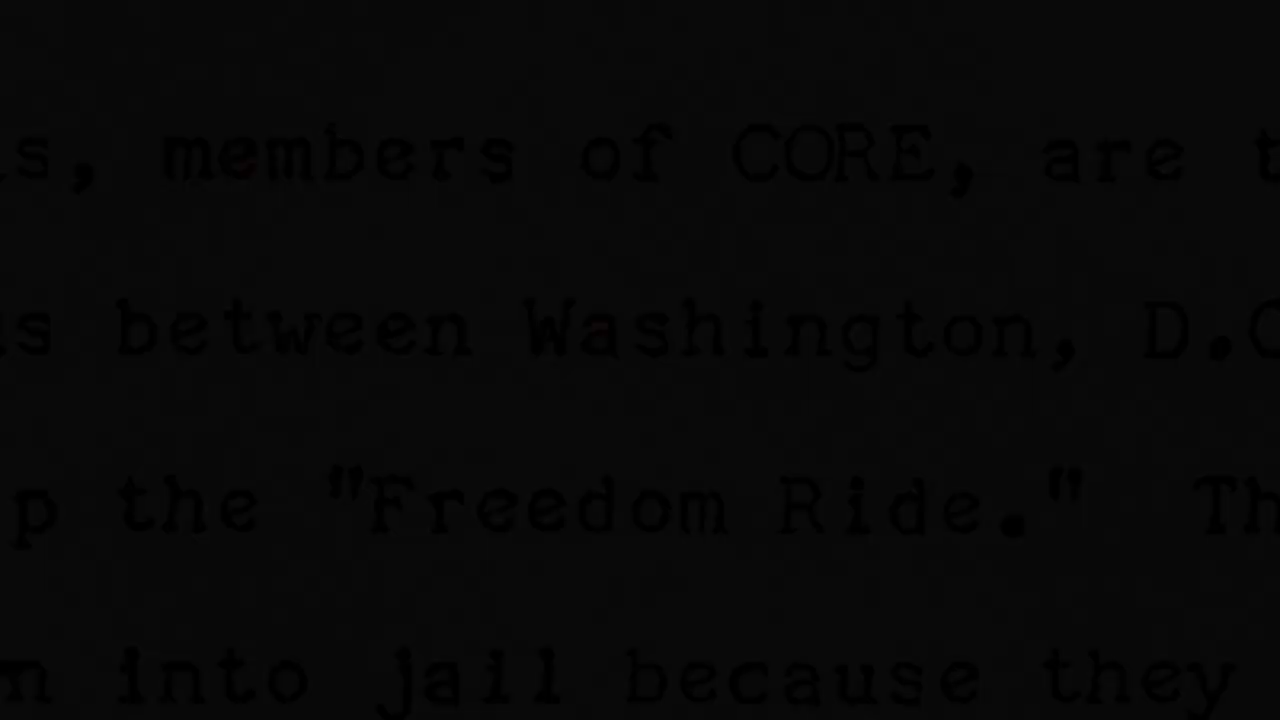 s, members of CORE, are t
s between Washington, D.C
p the "Freedom Ride." Th
m into jail because they